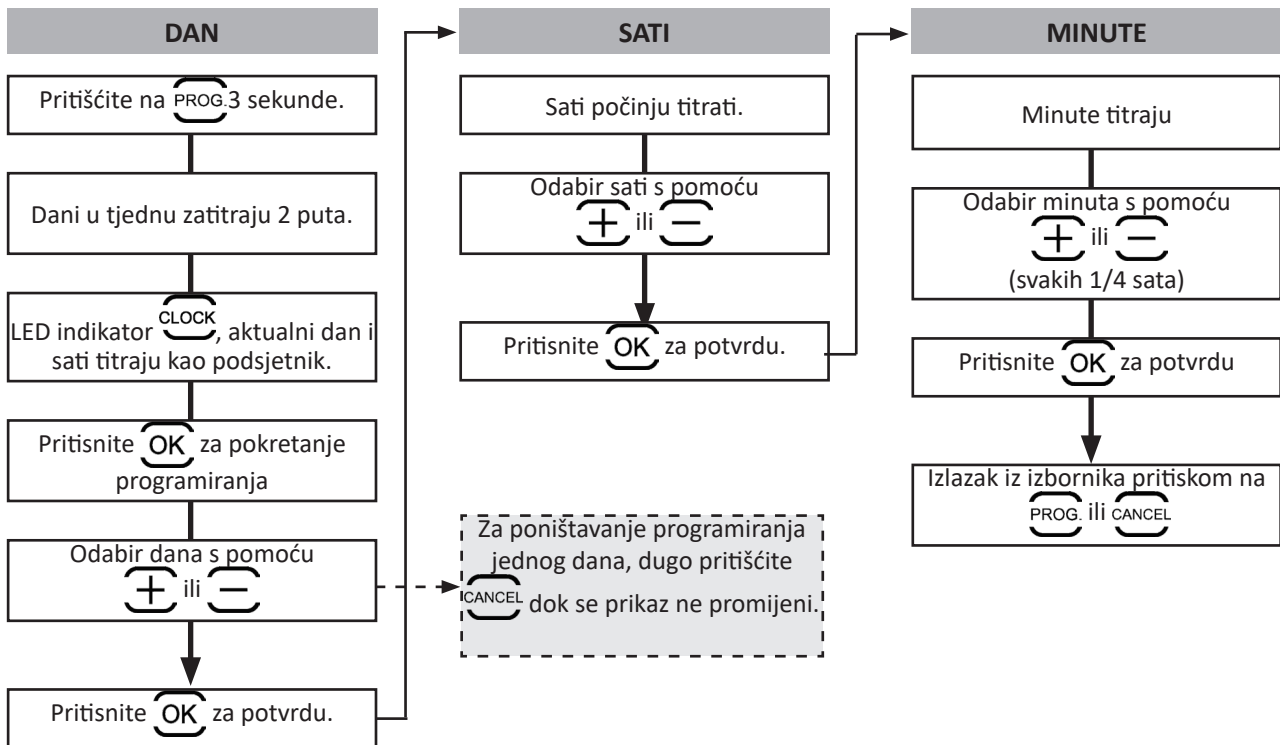 DAN
Pritišćite na PROG. 3 sekunde.
Dani u tjednu zatitraju 2 puta.
LED indikator CLOCK, aktualni dan i
sati titraju kao podsjetnik.
Pritisnite OK za pokretanje
programiranja
Odabir dana s pomoću
+ ili −
Pritisnite OK za potvrdu.
Za poništavanje programiranja
jednog dana, dugo pritišćite
CANCEL dok se prikaz ne promijeni.
SATI
Sati počinju titrati.
Odabir sati s pomoću
+ ili −
Pritisnite OK za potvrdu.
MINUTE
Minute titraju
Odabir minuta s pomoću
+ ili −
(svakih 1/4 sata)
Pritisnite OK za potvrdu
Izlazak iz izbornika pritiskom na
PROG. ili CANCEL